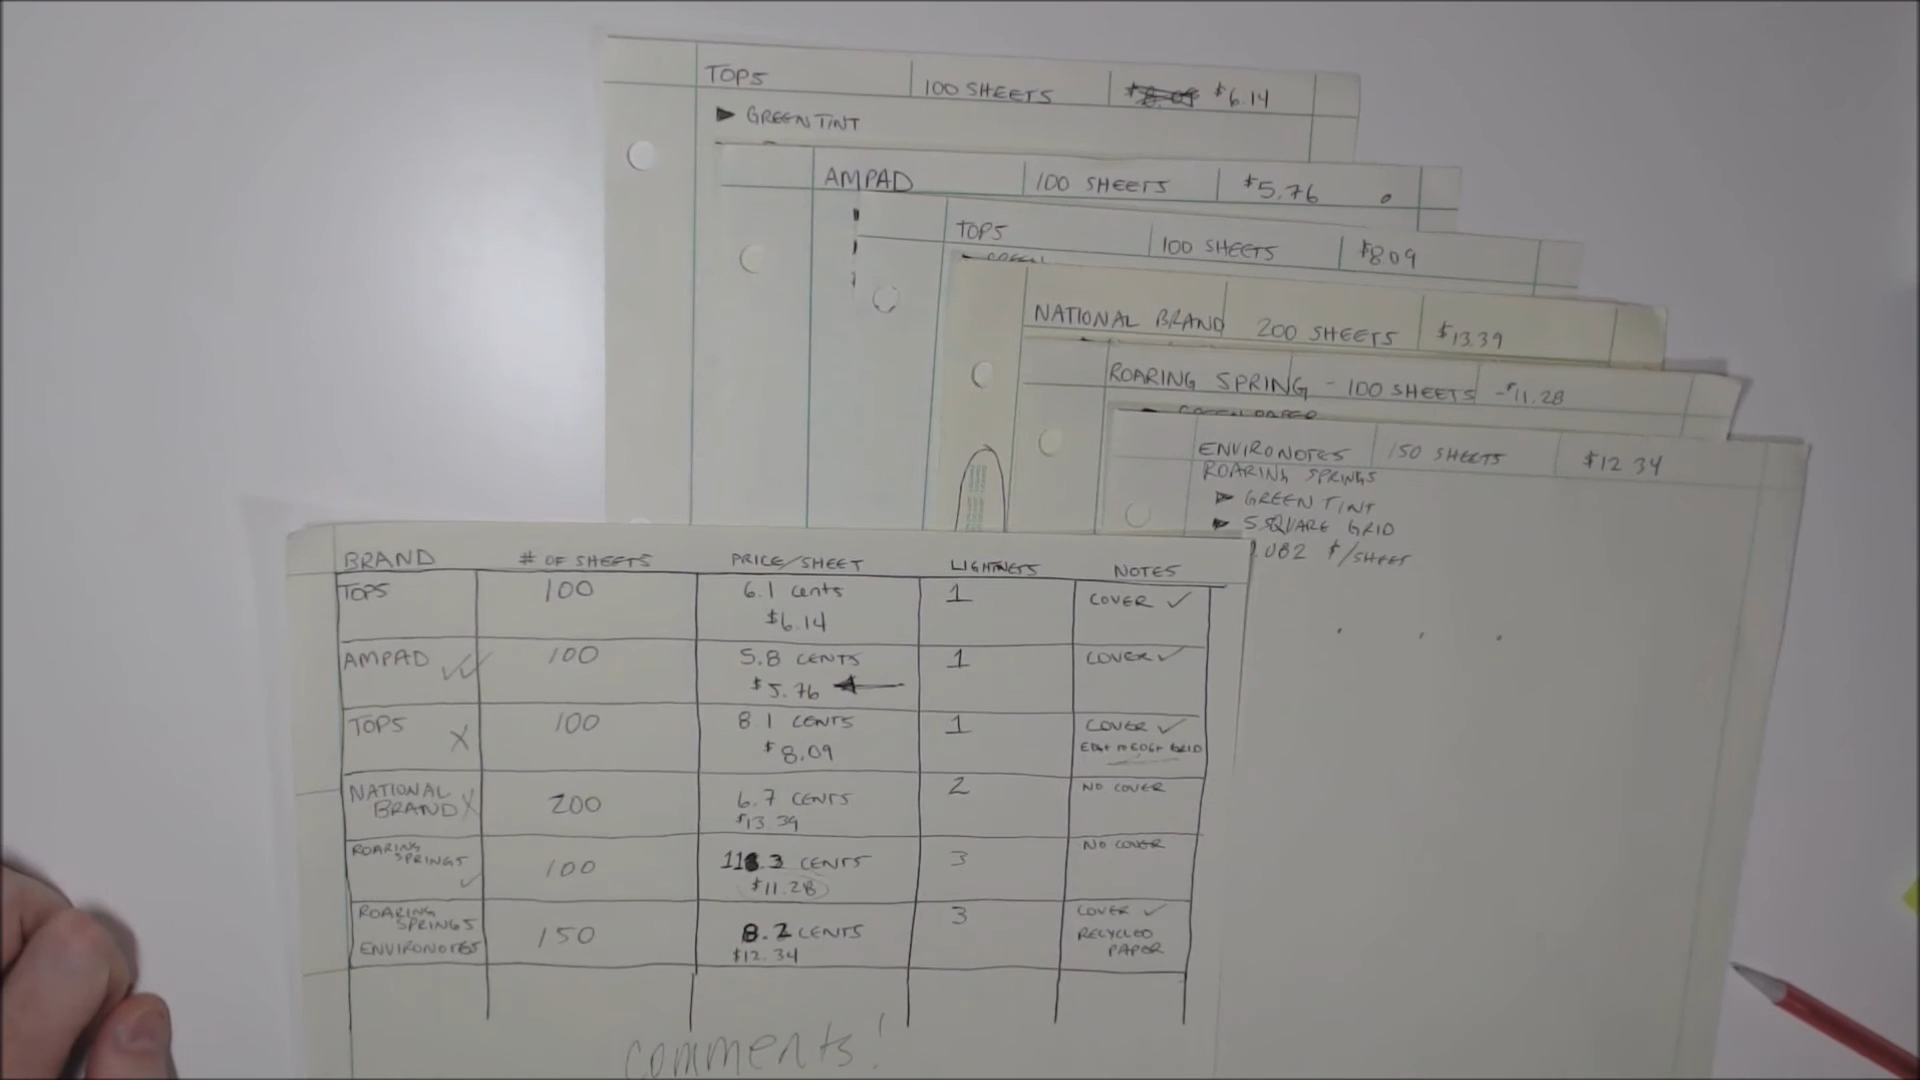 TOPS 100 SHEETS $6.14
► GREEN TINT
AMPAD 100 SHEETS $5.76
TOPS 100 SHEETS $8.09
NATIONAL BRAND 200 SHEETS $13.39
ROARING SPRING - 100 SHEETS - $11.28
ENVIRONOTES 150 SHEETS $12.34
ROARING SPRINGS
► GREEN TINT
► 5 SQUARE GRID
.082 $/SHEET
BRAND # OF SHEETS PRICE/SHEET LIGHTNESS NOTES
TOPS 100 6.1 cents 1 COVER ✓
$6.14
AMPAD ✓✓ 100 5.8 CENTS 1 COVER ✓
$5.76
TOPS X 100 8.1 CENTS 1 COVER ✓
$8.09 EDGE TO EDGE GRID
NATIONAL 200 6.7 CENTS 2 NO COVER
BRAND X $13.39
ROARING 100 11.3 CENTS 3 NO COVER
SPRINGS ✓ $11.28
ROARING 150 8.2 CENTS 3 COVER ✓
SPRINGS RECYCLED
ENVIRONOTES $12.34 PAPER
comments!